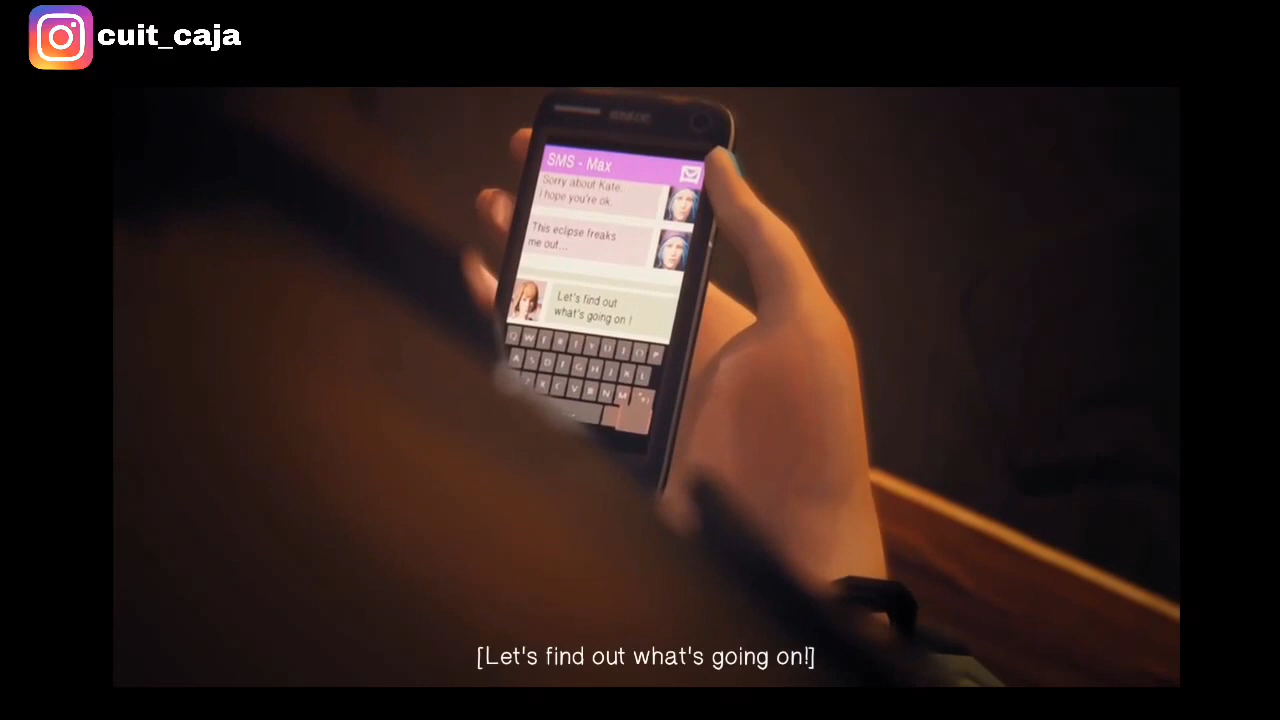 cuit_caja
SMS - Max
Sorry about Kate.
I hope you're ok.
This eclipse freaks
me out...
Let's find out
what's going on !
[Let's find out what's going on!]